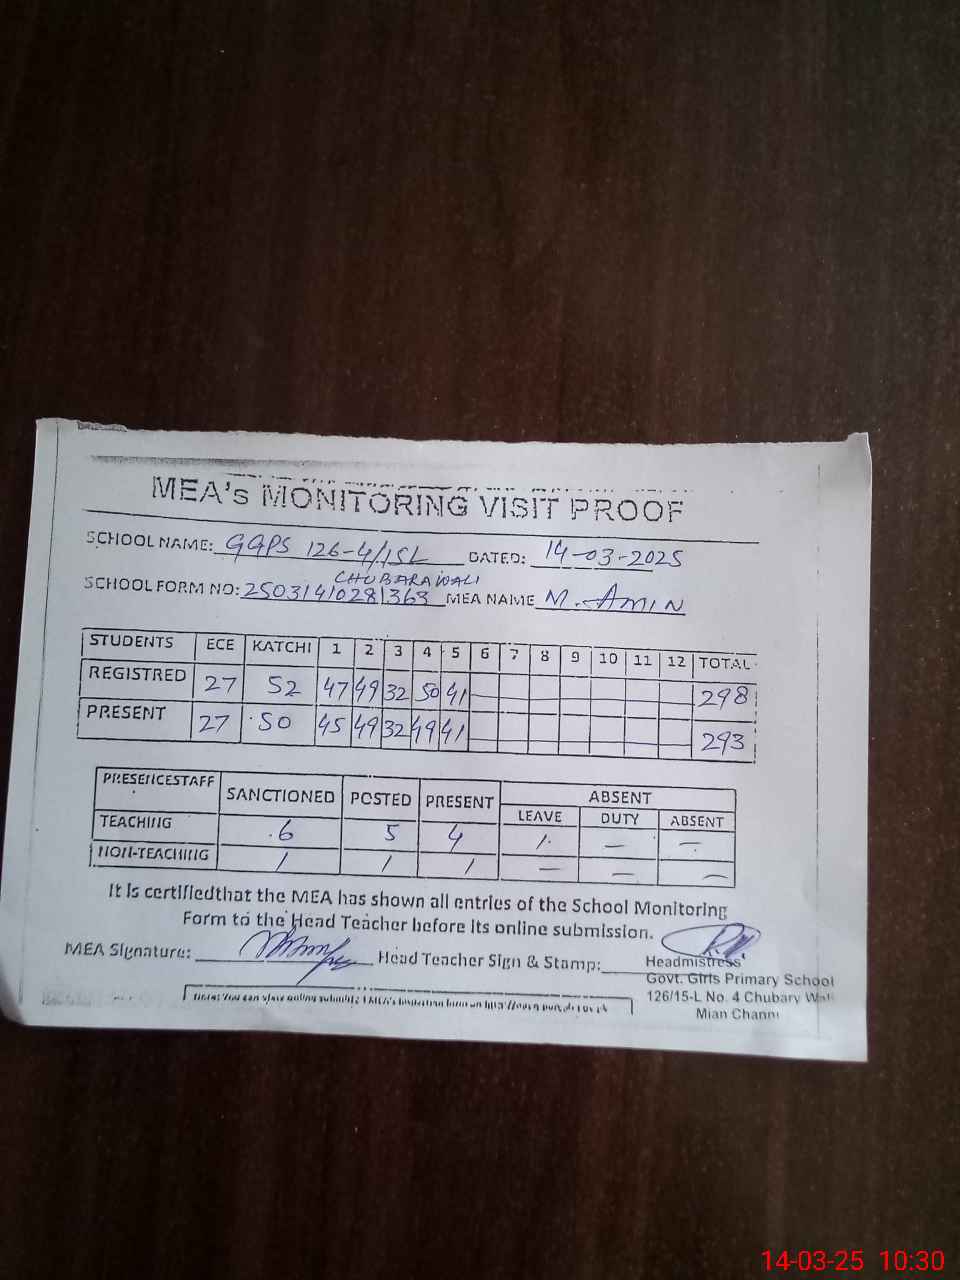 MEA's MONITORING VISIT PROOF
SCHOOL NAME: GGPS 126-4/15L DATED: 14-03-2025
CHUBARAWALI
SCHOOL FORM NO: 25031410281368 MEA NAME M. AMIN
STUDENTS ECE KATCHI 1 2 3 4 5 6 7 8 9 10 11 12 TOTAL
REGISTRED 27 52 47 49 32 50 41 298
PRESENT 27 50 45 49 32 49 41 293
PRESENCESTAFF SANCTIONED POSTED PRESENT ABSENT
LEAVE DUTY ABSENT
TEACHING 6 5 4 1 — —
NON-TEACHING 1 1 1 — — —
It is certifiedthat the MEA has shown all entries of the School Monitoring
Form to the Head Teacher before its online submission.
MEA Signature: Head Teacher Sign & Stamp:
Headmistress
Govt. Girls Primary School
126/15-L No. 4 Chubary Wali
Mian Channu
14-03-25 10:30